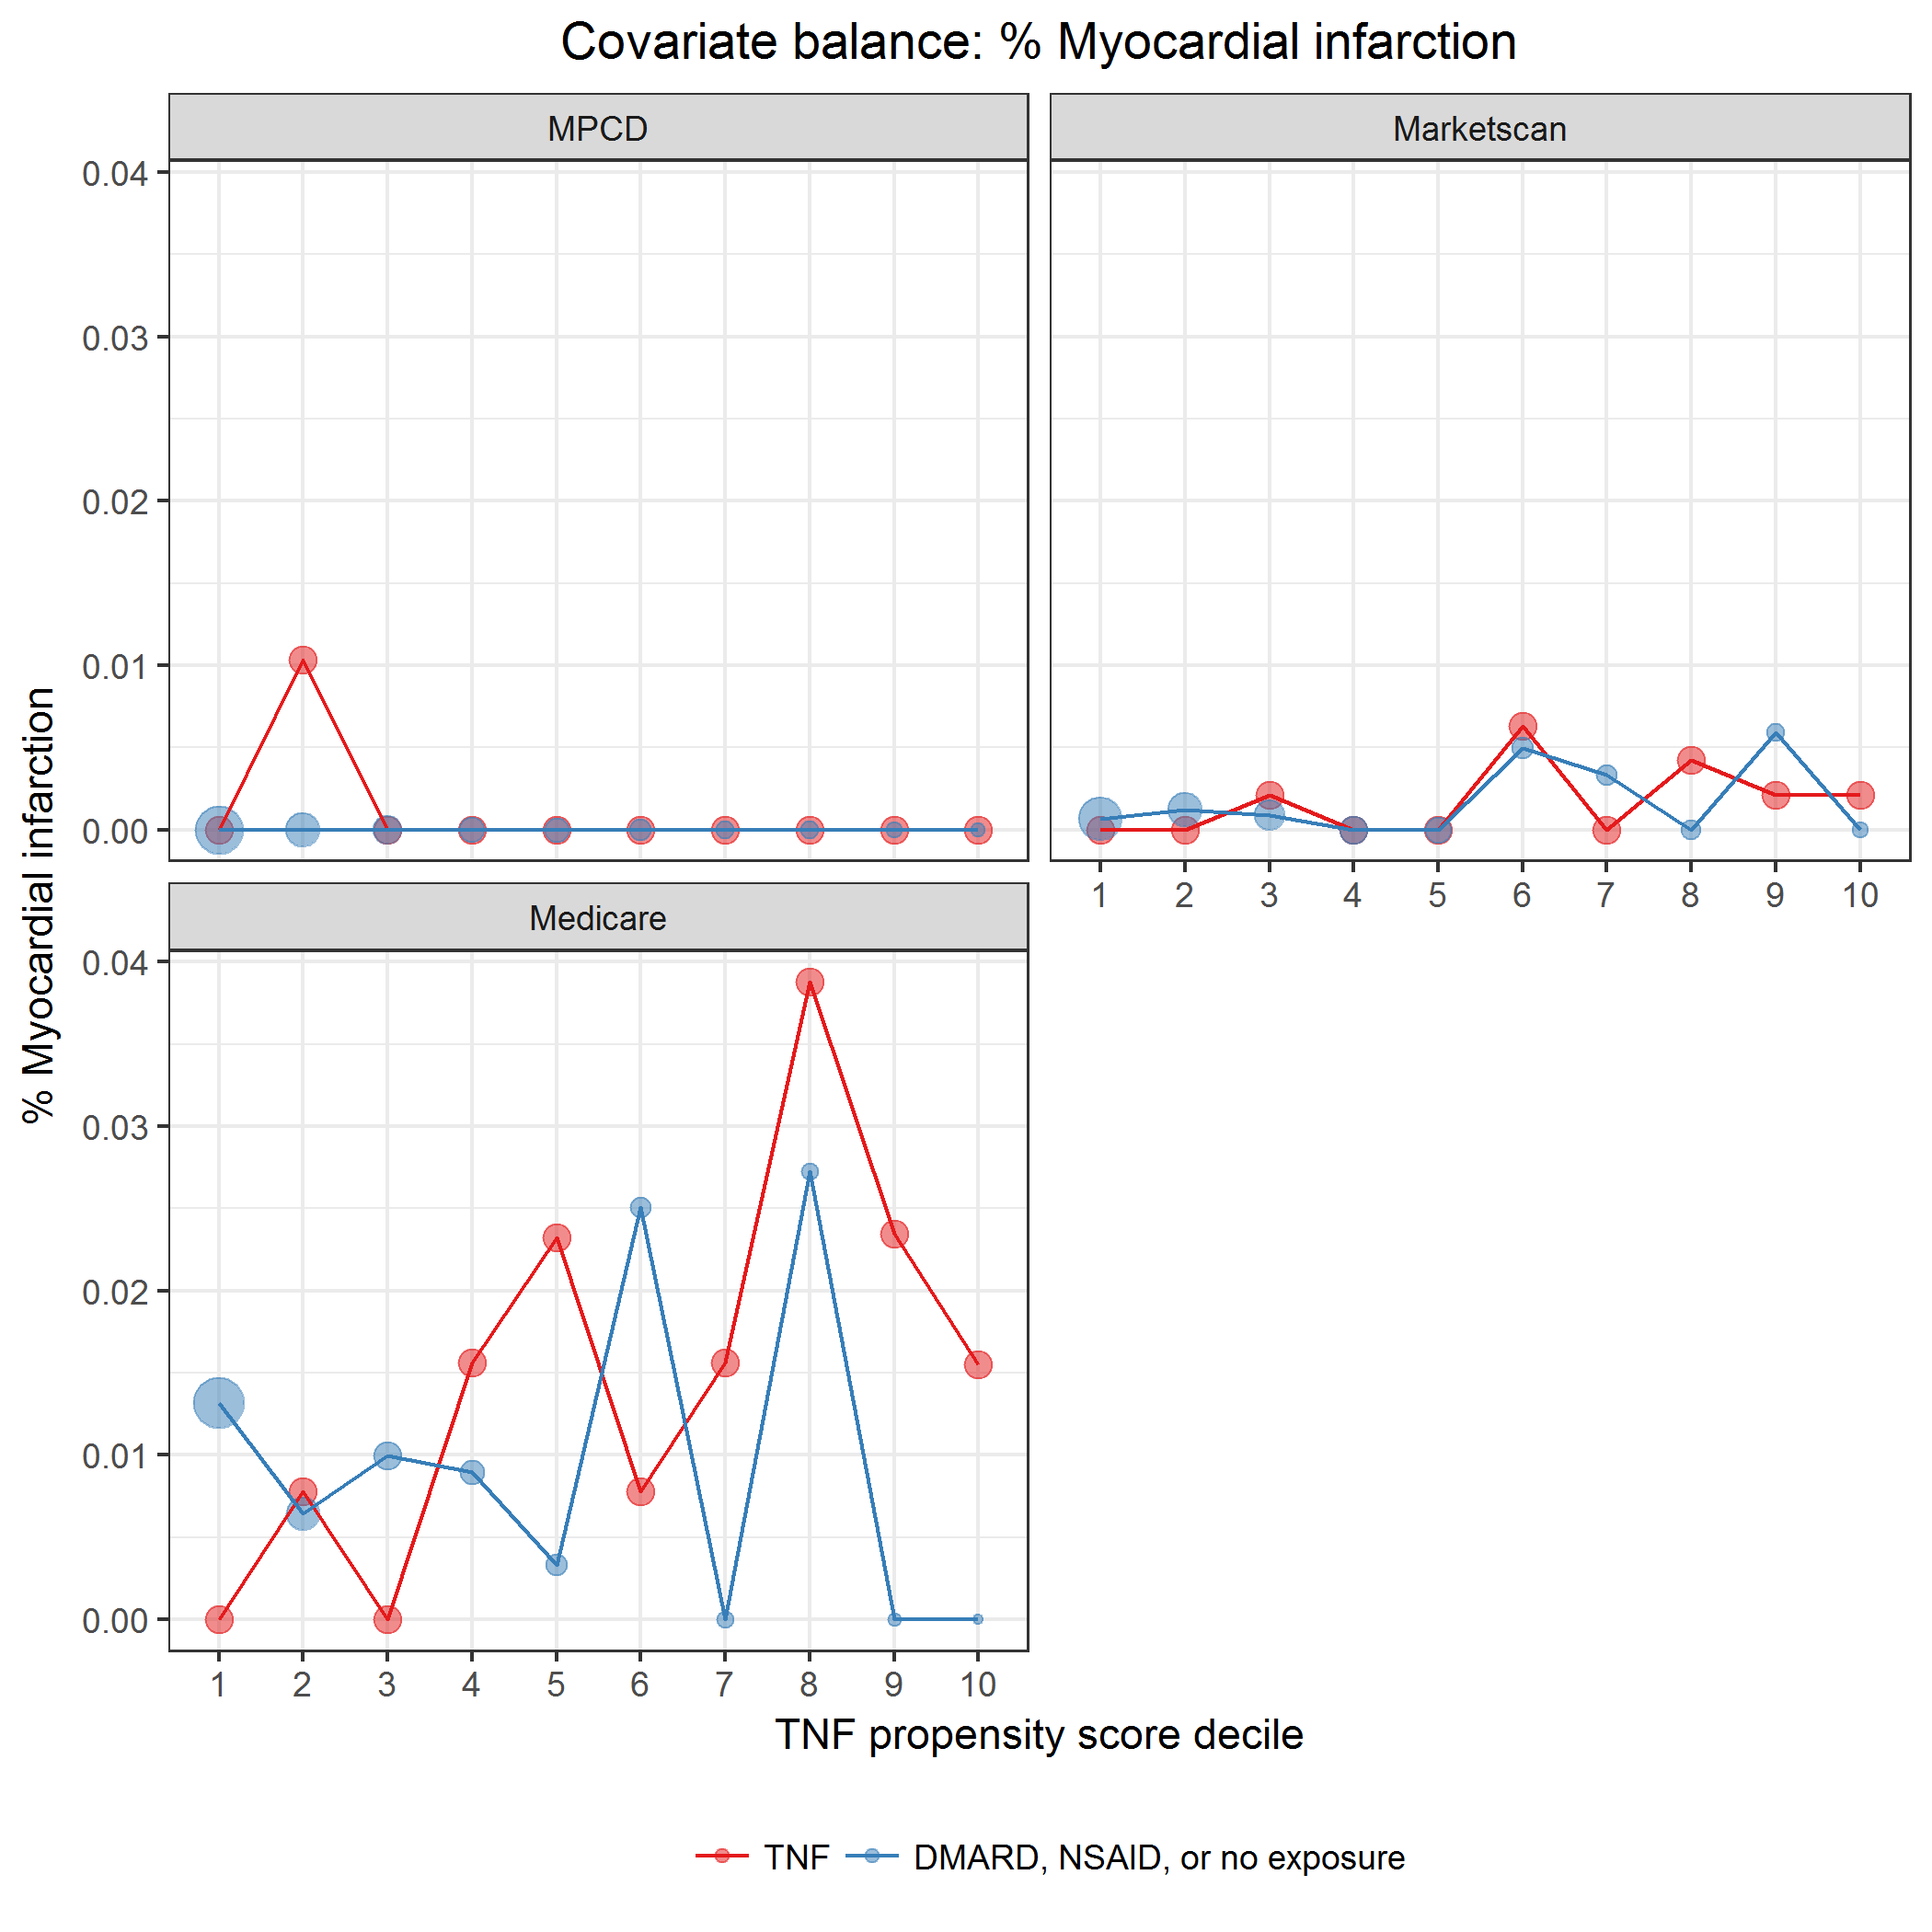 Covariate balance: % Myocardial infarction
MPCD
Marketscan
0.04
0.03
0.02
0.01
0.00
1 2 3 4 5 6 7 8 9 10
Medicare
0.04
0.03
0.02
0.01
0.00
1 2 3 4 5 6 7 8 9 10
% Myocardial infarction
TNF propensity score decile
TNF
DMARD, NSAID, or no exposure